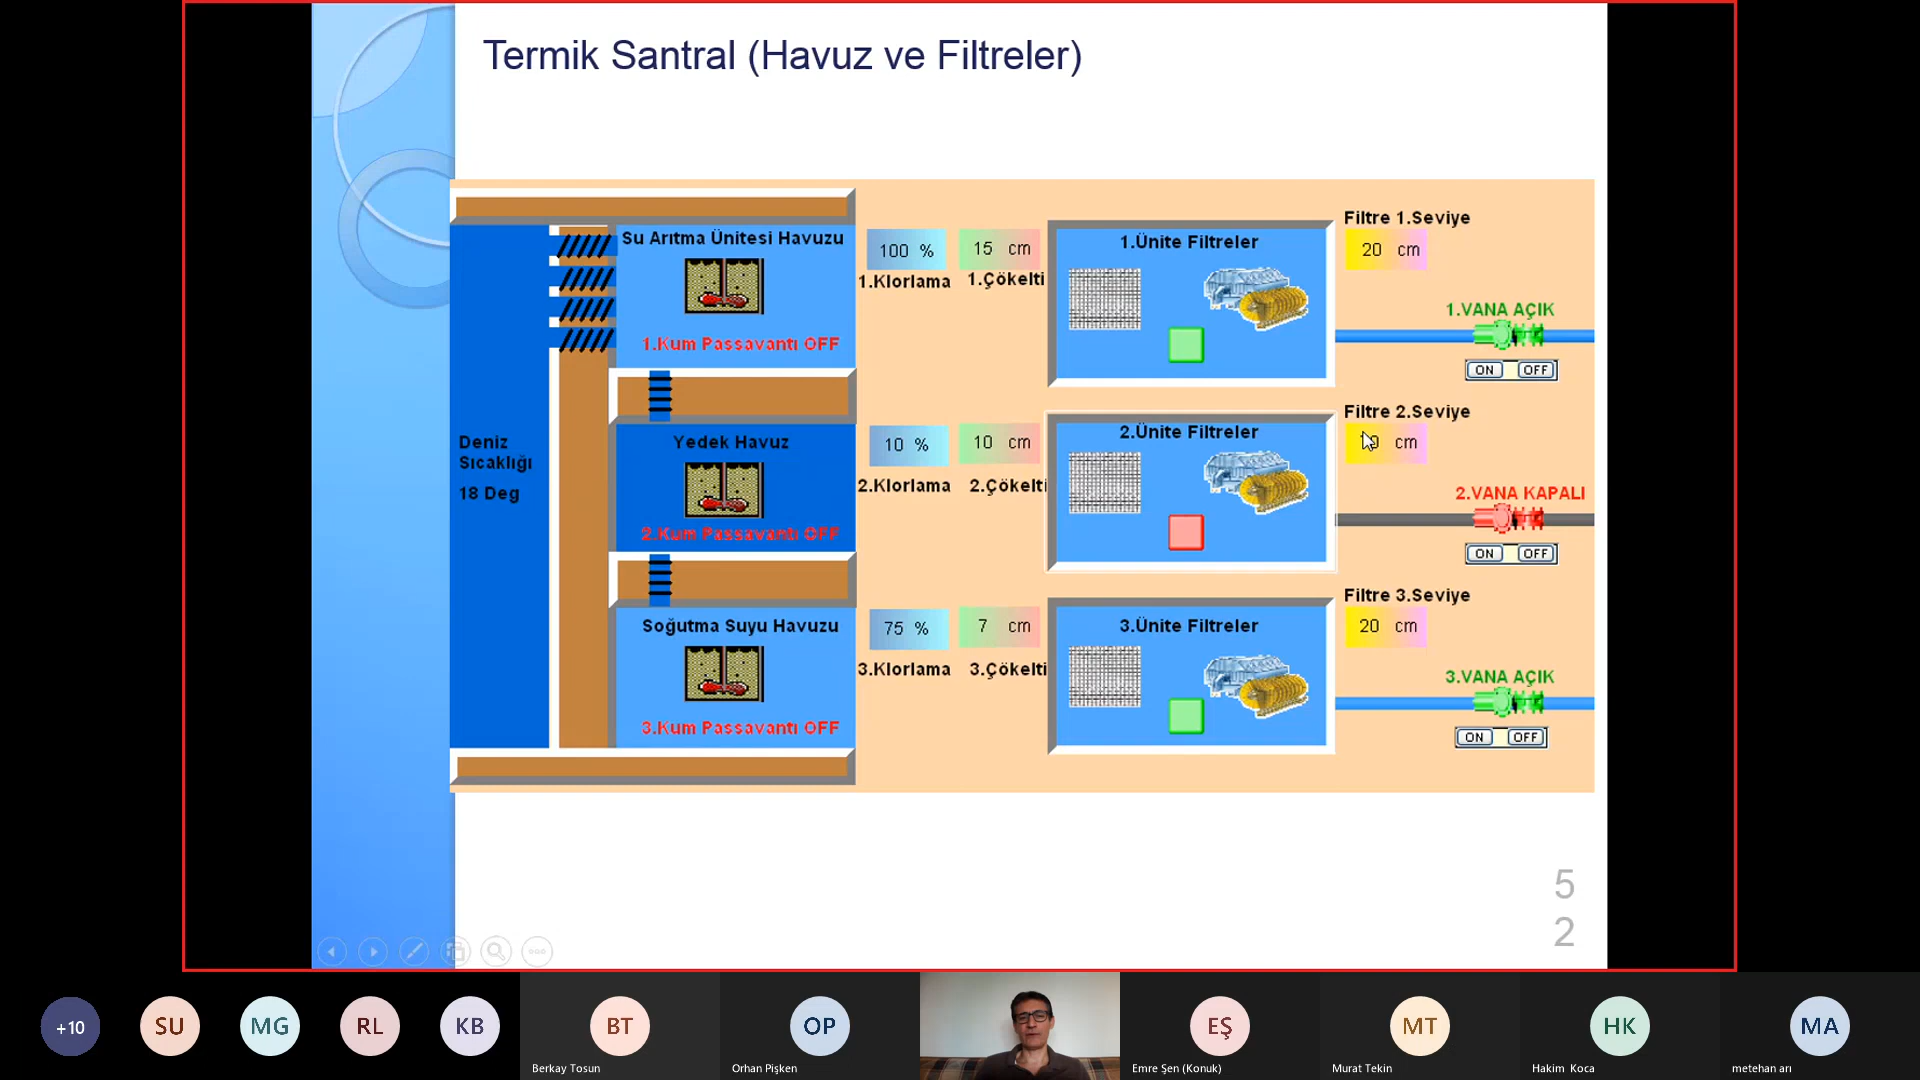 Termik Santral (Havuz ve Filtreler)
Su Arıtma Ünitesi Havuzu
1.Kum Passavantı OFF
100 %
1.Klorlama
15 cm
1.Çökelti
1.Ünite Filtreler
Filtre 1.Seviye
20 cm
1.VANA AÇIK
ON OFF
Deniz
Sıcaklığı
18 Deg
Yedek Havuz
2.Kum Passavantı OFF
10 %
2.Klorlama
10 cm
2.Çökelti
2.Ünite Filtreler
Filtre 2.Seviye
cm
2.VANA KAPALI
ON OFF
Soğutma Suyu Havuzu
3.Kum Passavantı OFF
75 %
3.Klorlama
7 cm
3.Çökelti
3.Ünite Filtreler
Filtre 3.Seviye
20 cm
3.VANA AÇIK
ON OFF
5
2
+10
SU
MG
RL
KB
BT
Berkay Tosun
OP
Orhan Pişken
EŞ
Emre Şen (Konuk)
MT
Murat Tekin
HK
Hakim Koca
MA
metehan arı